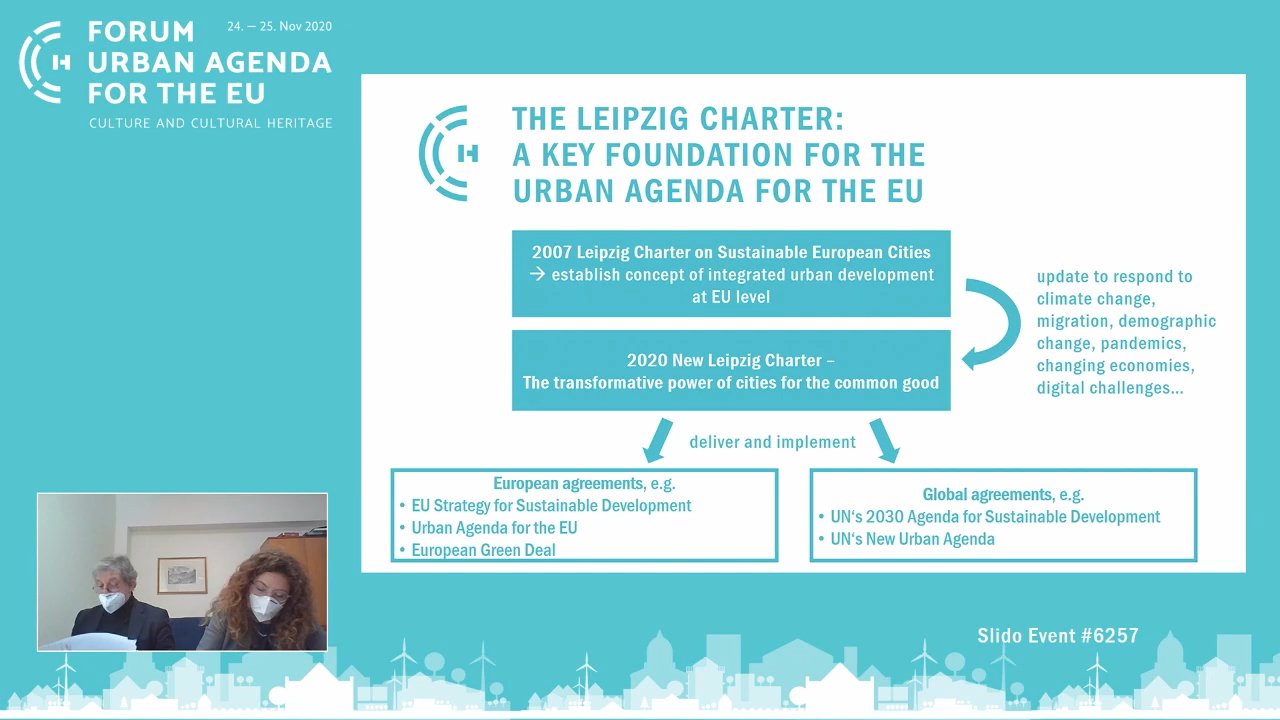 FORUM 24. – 25. Nov 2020
URBAN AGENDA
FOR THE EU
CULTURE AND CULTURAL HERITAGE
THE LEIPZIG CHARTER:
A KEY FOUNDATION FOR THE
URBAN AGENDA FOR THE EU
2007 Leipzig Charter on Sustainable European Cities
→ establish concept of integrated urban development
at EU level
update to respond to
climate change,
migration, demographic
change, pandemics,
changing economies,
digital challenges...
2020 New Leipzig Charter –
The transformative power of cities for the common good
deliver and implement
European agreements, e.g.
• EU Strategy for Sustainable Development
• Urban Agenda for the EU
• European Green Deal
Global agreements, e.g.
• UN‘s 2030 Agenda for Sustainable Development
• UN‘s New Urban Agenda
Slido Event #6257